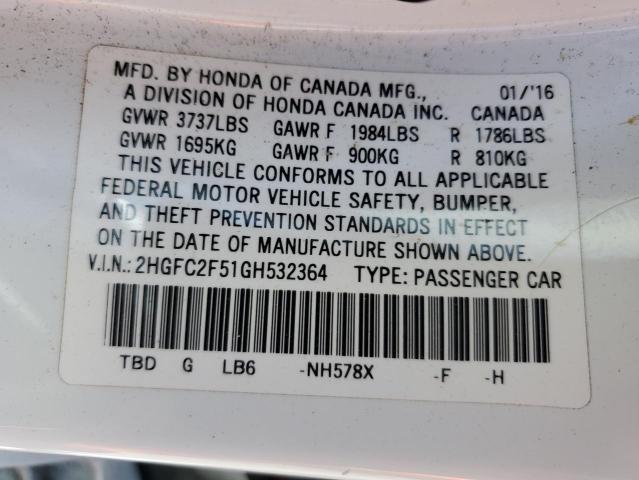 MFD. BY HONDA OF CANADA MFG., 01/'16
A DIVISION OF HONDA CANADA INC. CANADA
GVWR 3737LBS GAWR F 1984LBS R 1786LBS
GVWR 1695KG GAWR F 900KG R 810KG
THIS VEHICLE CONFORMS TO ALL APPLICABLE
FEDERAL MOTOR VEHICLE SAFETY, BUMPER,
AND THEFT PREVENTION STANDARDS IN EFFECT
ON THE DATE OF MANUFACTURE SHOWN ABOVE.
V.I.N.: 2HGFC2F51GH532364 TYPE: PASSENGER CAR
TBD G LB6 -NH578X -F -H